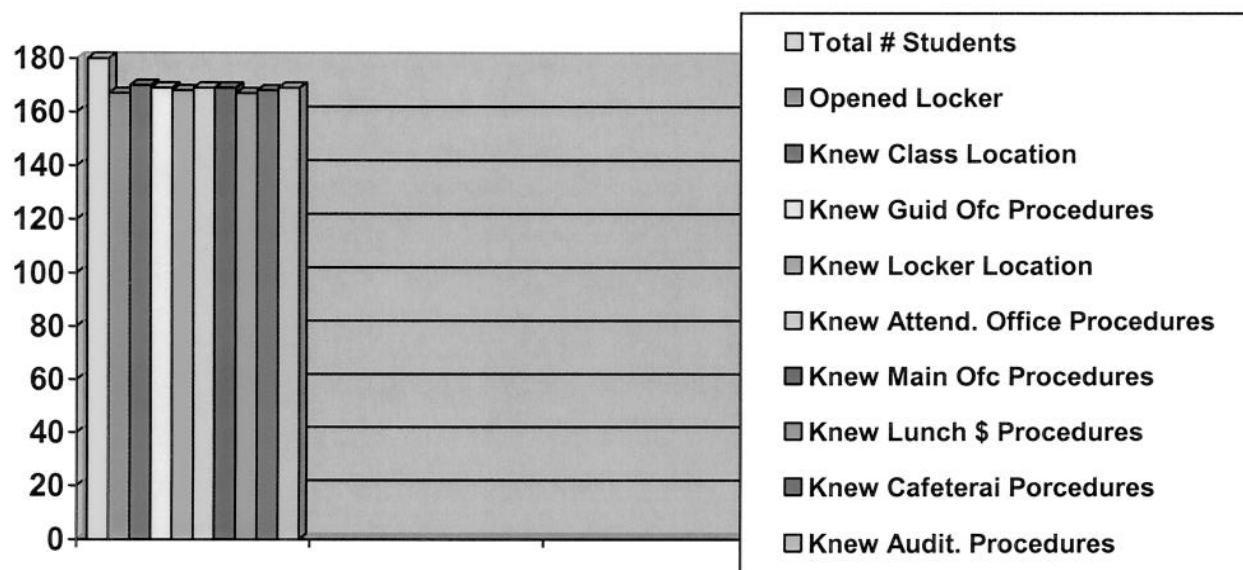 180
160
140
120
100
80
60
40
20
0
Total # Students
Opened Locker
Knew Class Location
Knew Guid Ofc Procedures
Knew Locker Location
Knew Attend. Office Procedures
Knew Main Ofc Procedures
Knew Lunch $ Procedures
Knew Cafeterai Porcedures
Knew Audit. Procedures